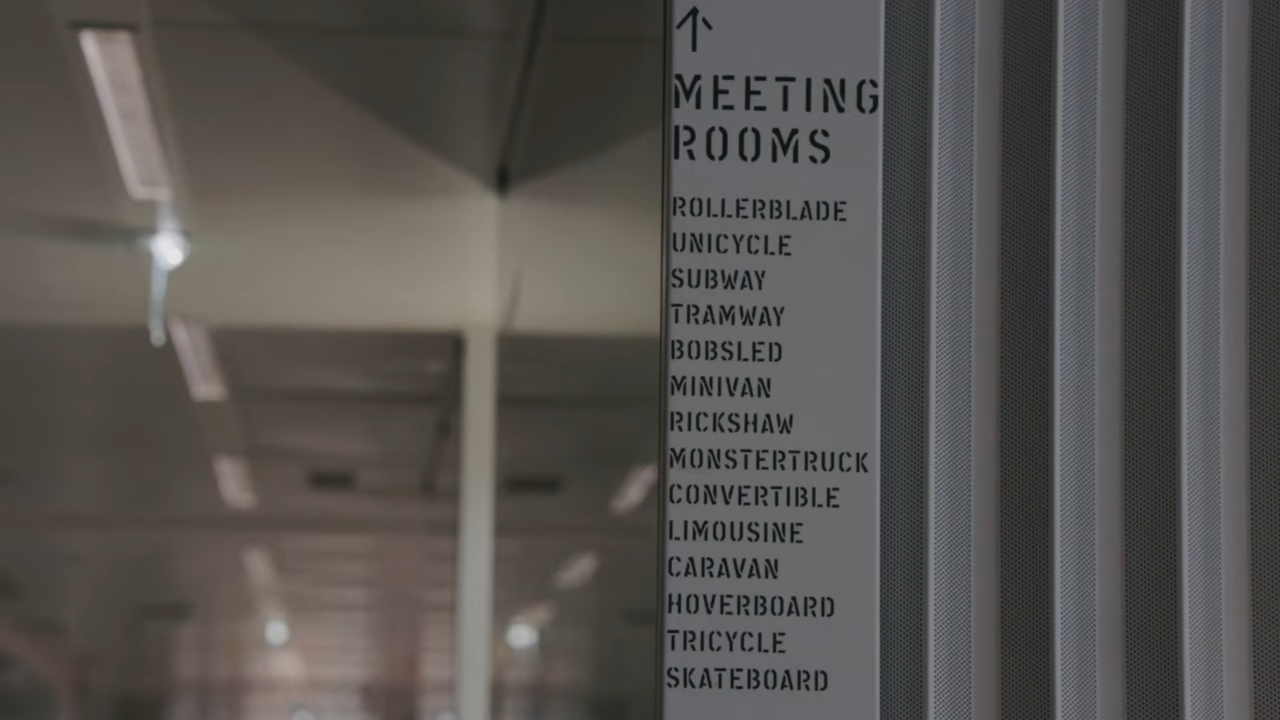 ↑
MEETING
ROOMS
ROLLERBLADE
UNICYCLE
SUBWAY
TRAMWAY
BOBSLED
MINIVAN
RICKSHAW
MONSTERTRUCK
CONVERTIBLE
LIMOUSINE
CARAVAN
HOVERBOARD
TRICYCLE
SKATEBOARD